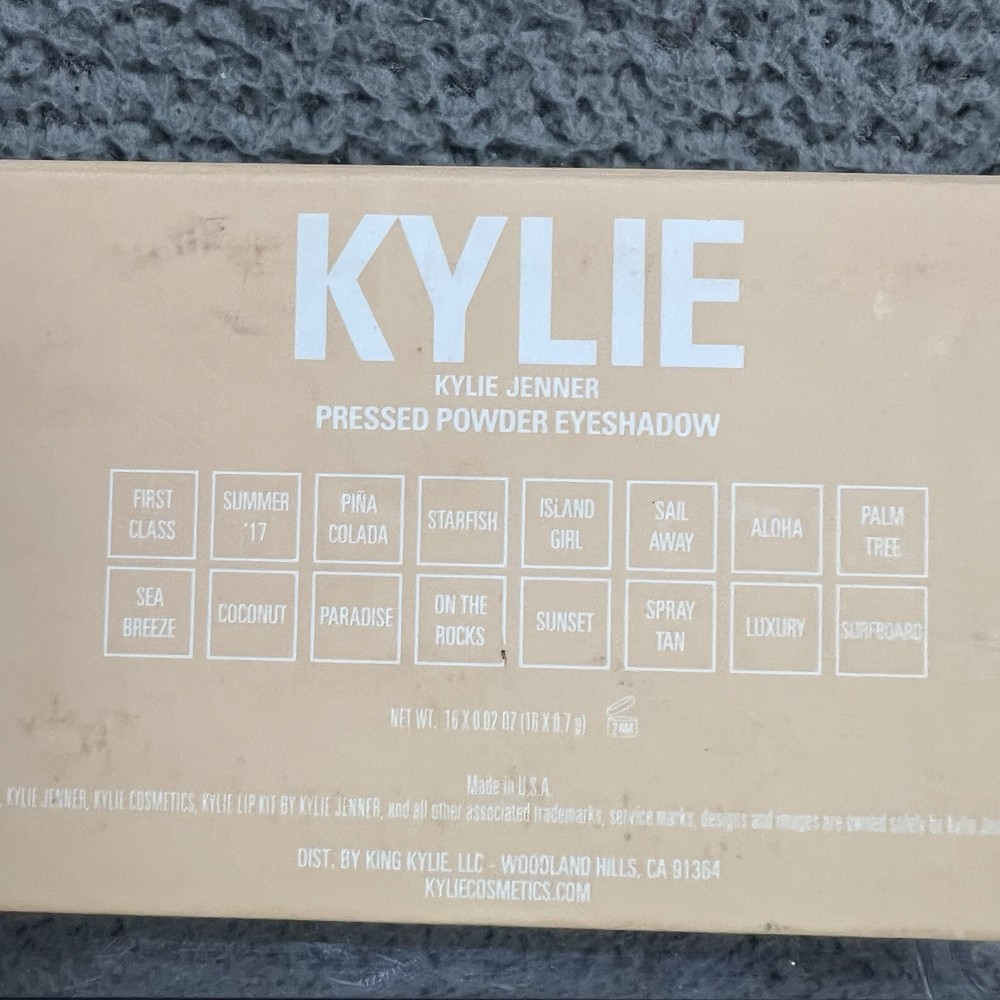 KYLIE
KYLIE JENNER
PRESSED POWDER EYESHADOW
FIRST CLASS
SUMMER '17
PIÑA COLADA
STARFISH
ISLAND GIRL
SAIL AWAY
ALOHA
PALM TREE
SEA BREEZE
COCONUT
PARADISE
ON THE ROCKS
SUNSET
SPRAY TAN
LUXURY
SURFBOARD
NET WT. 16 X 0.02 OZ (16 X 0.7 g)
Made in U.S.A.
, KYLIE JENNER, KYLIE COSMETICS, KYLIE LIP KIT BY KYLIE JENNER, and all other associated trademarks, service marks, designs and images are owned solely by Kylie Jen
DIST. BY KING KYLIE, LLC - WOODLAND HILLS, CA 91364
KYLIECOSMETICS.COM